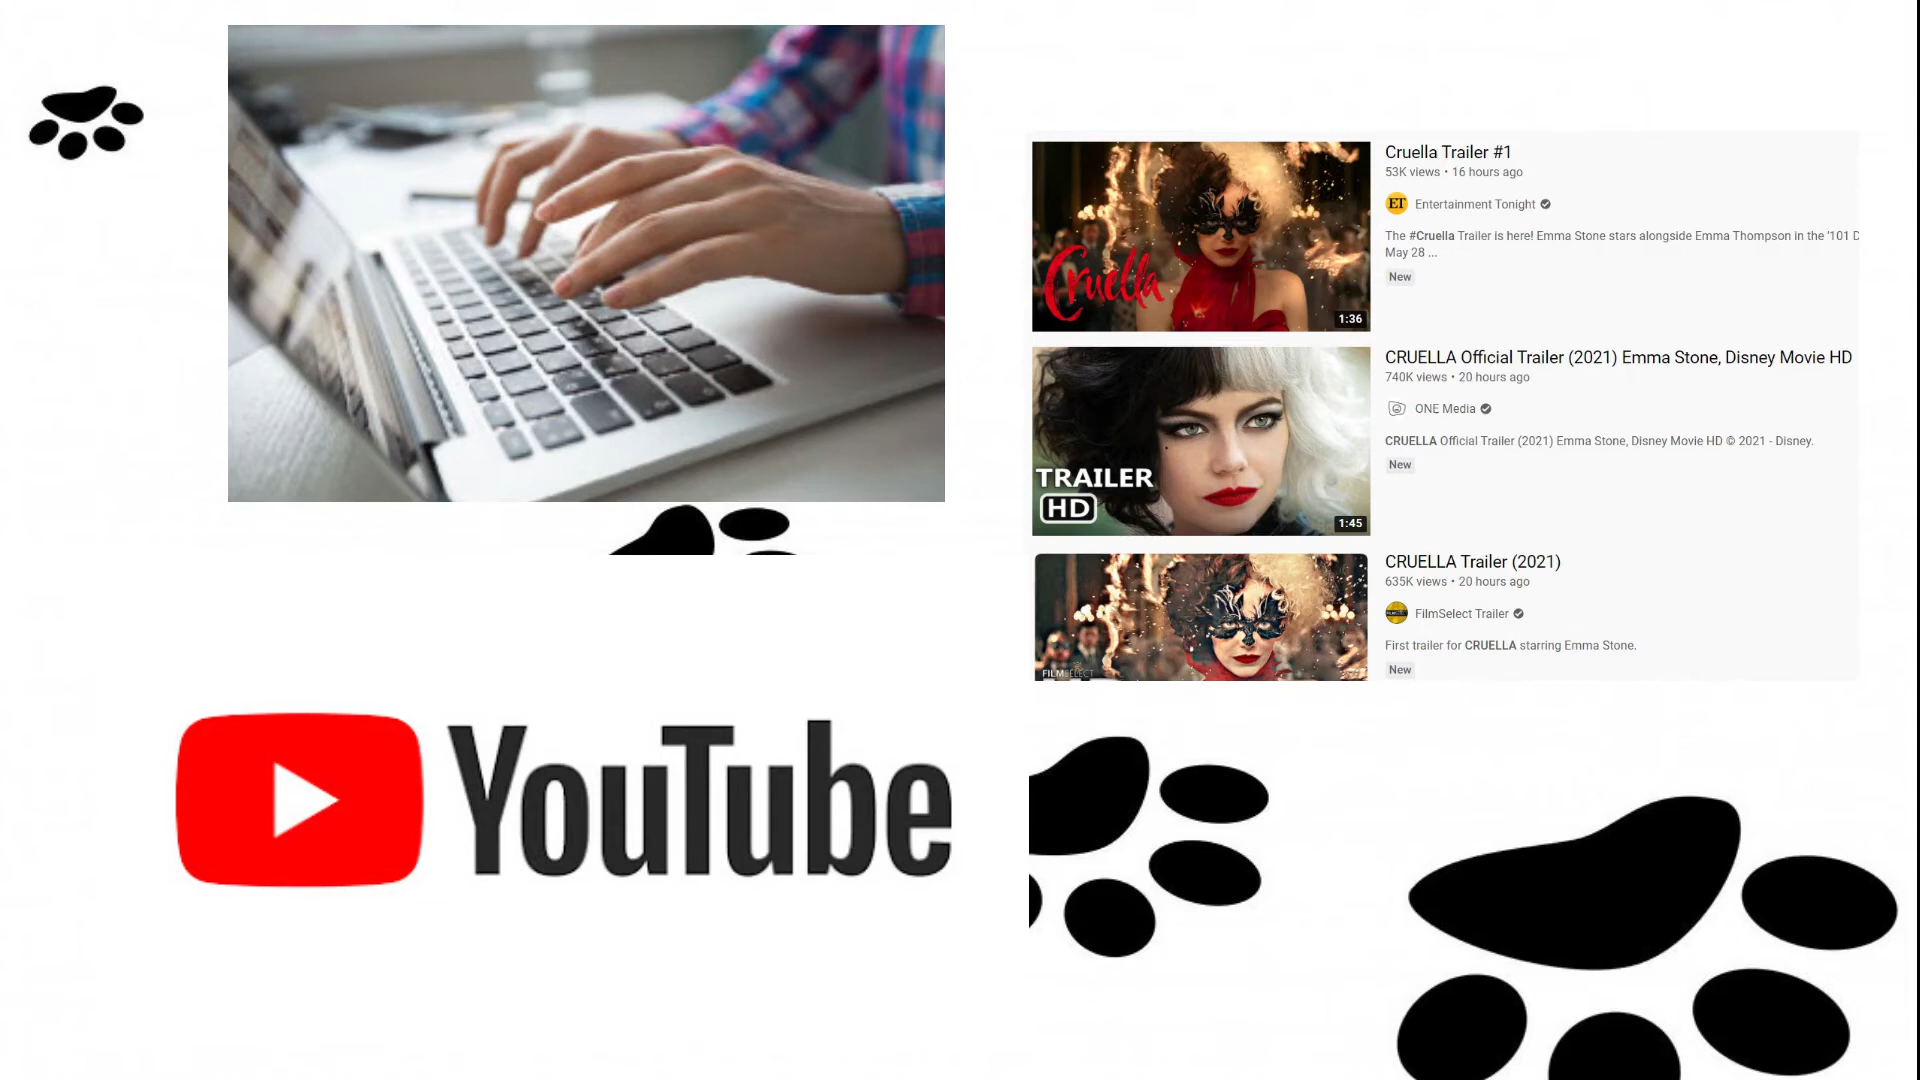 Cruella Trailer #1
53K views • 16 hours ago
ET Entertainment Tonight
The #Cruella Trailer is here! Emma Stone stars alongside Emma Thompson in the '101 D
May 28 ...
New
Cruella
1:36
CRUELLA Official Trailer (2021) Emma Stone, Disney Movie HD
740K views • 20 hours ago
ONE Media
CRUELLA Official Trailer (2021) Emma Stone, Disney Movie HD © 2021 - Disney.
New
TRAILER
HD
1:45
CRUELLA Trailer (2021)
635K views • 20 hours ago
FilmSelect Trailer
First trailer for CRUELLA starring Emma Stone.
New
FILMSELECT
YouTube